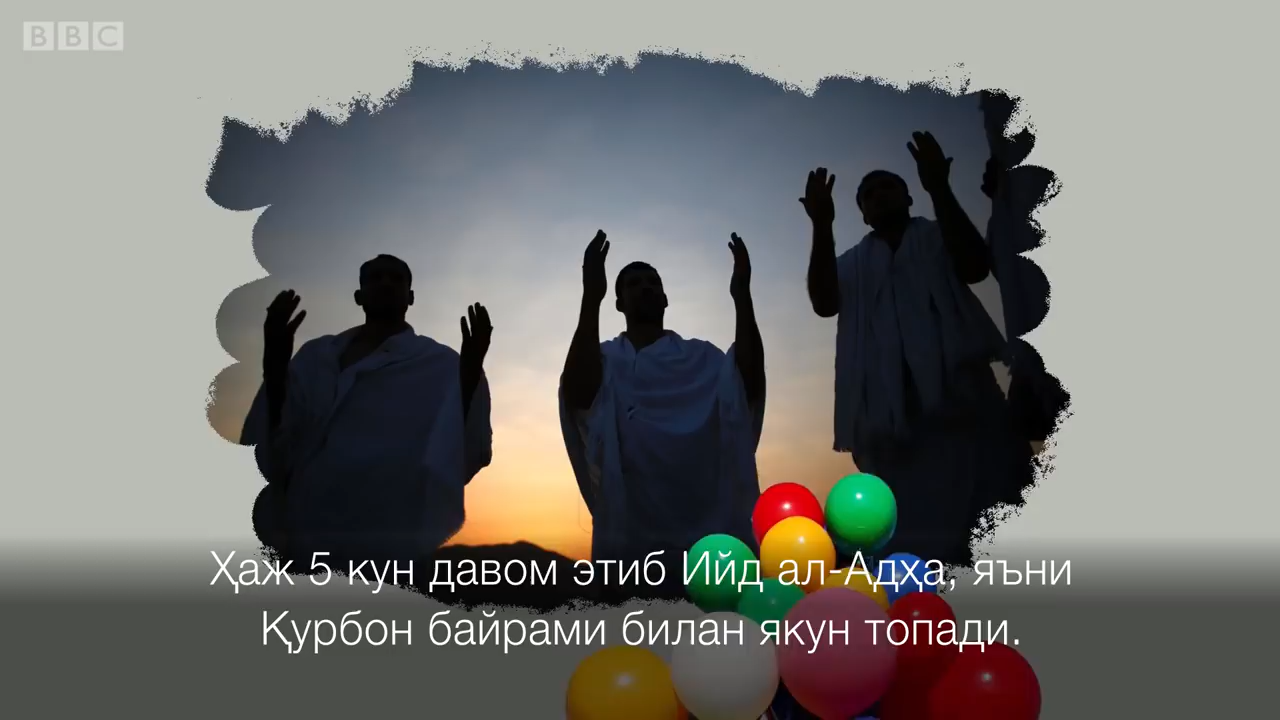 BBC
Ҳаж 5 кун давом этиб Ийд ал-Адҳа, яъни
Қурбон байрами билан якун топади.